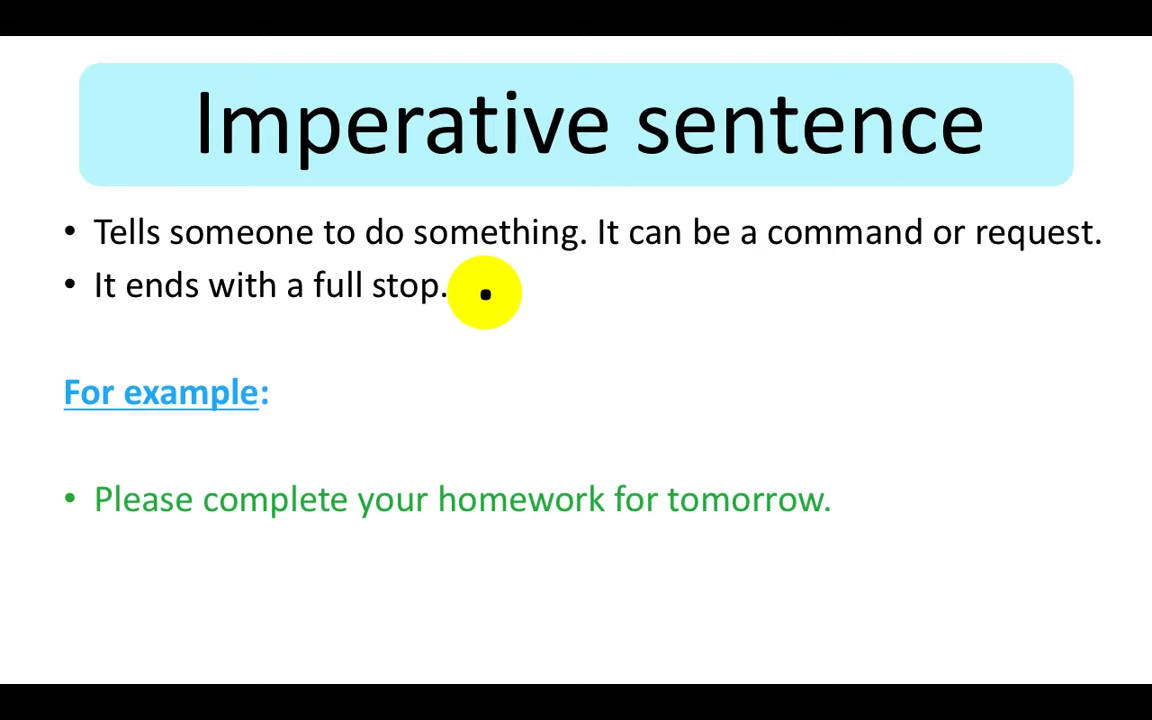 Imperative sentence
• Tells someone to do something. It can be a command or request.
• It ends with a full stop. .
For example:
• Please complete your homework for tomorrow.